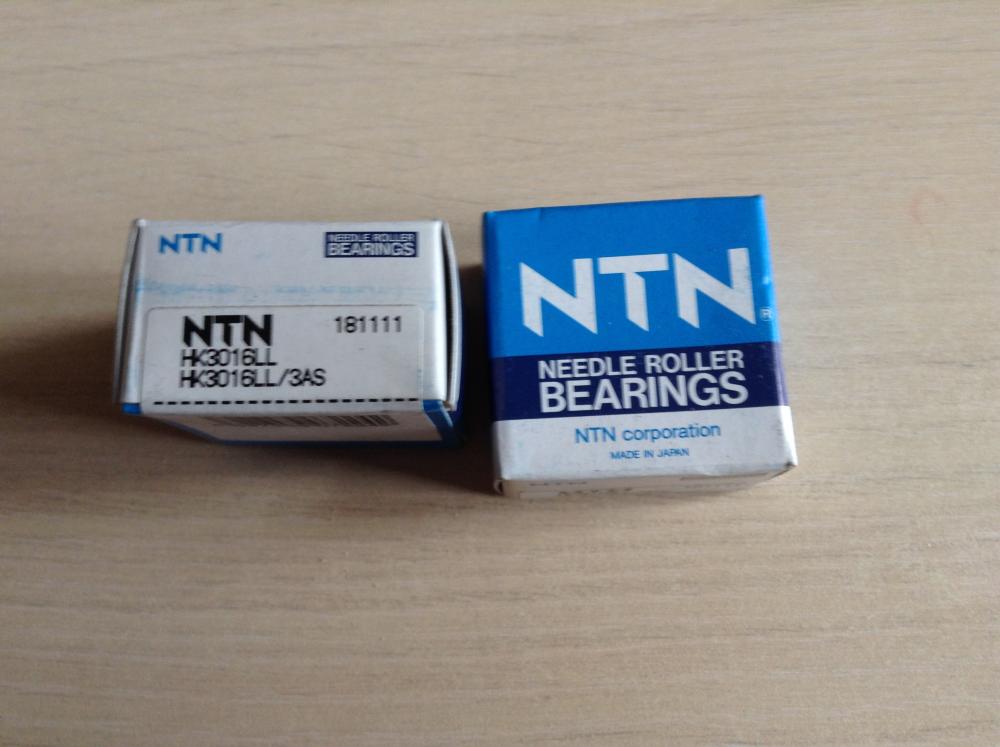 NTN
NEEDLE ROLLER
BEARINGS
NTN
181111
HK3016LL
HK3016LL/3AS
NTN
®
NEEDLE ROLLER
BEARINGS
NTN corporation
MADE IN JAPAN